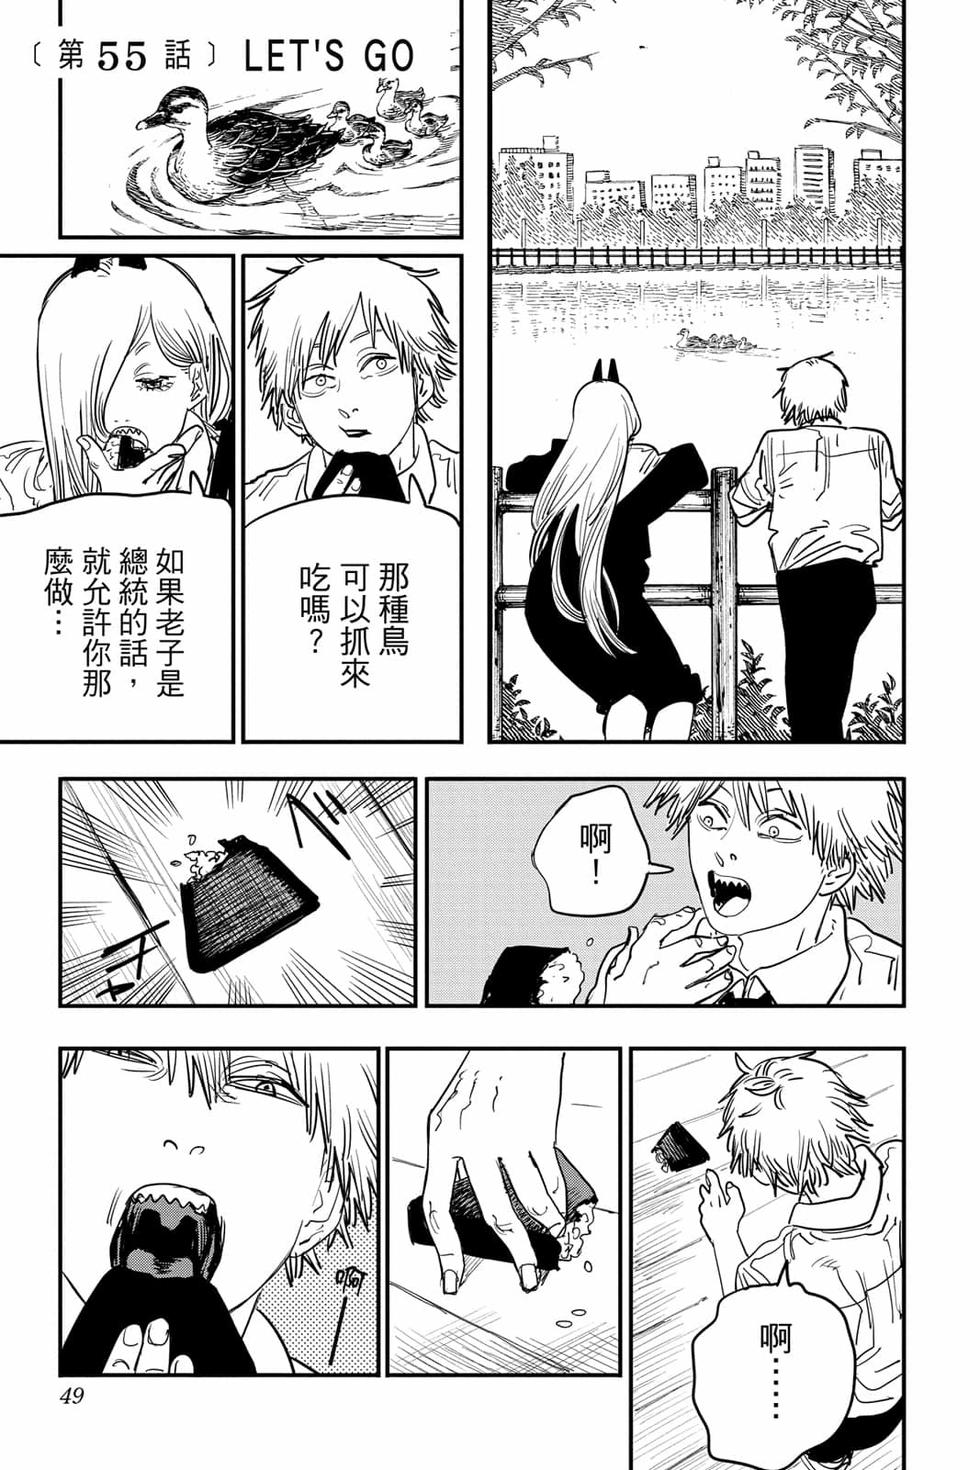 〔第55話〕 LET'S GO
那種鳥
可以抓來
吃嗎？
如果老子是
總統的話，
就允許你那
麼做…
啊！
啊……
啊—
49